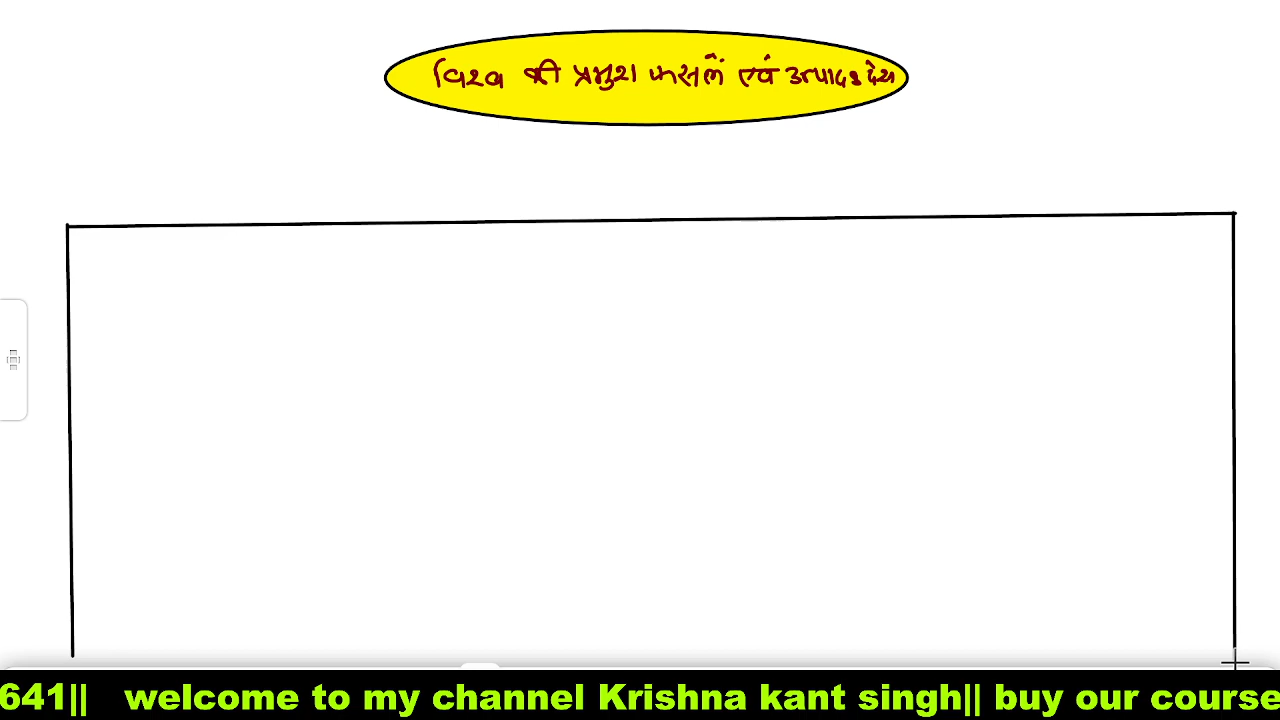 विश्व की प्रमुख फसलें एवं उत्पादक देश
641|| welcome to my channel Krishna kant singh|| buy our course